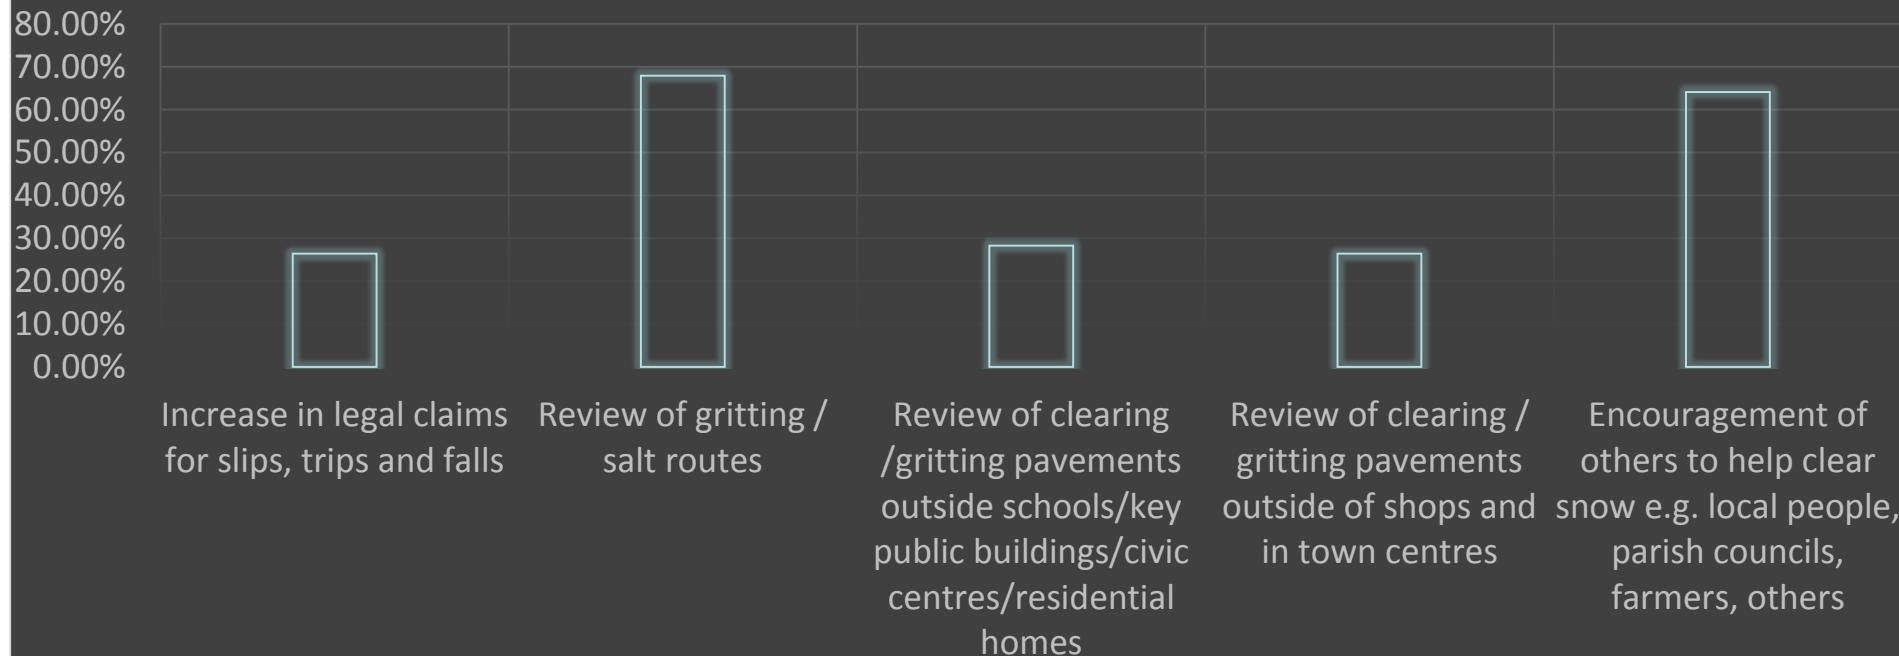 80.00%
70.00%
60.00%
50.00%
40.00%
30.00%
20.00%
10.00%
0.00%
Increase in legal claims
for slips, trips and falls
Review of gritting /
salt routes
Review of clearing
/gritting pavements
outside schools/key
public buildings/civic
centres/residential
homes
Review of clearing /
gritting pavements
outside of shops and
in town centres
Encouragement of
others to help clear
snow e.g. local people,
parish councils,
farmers, others